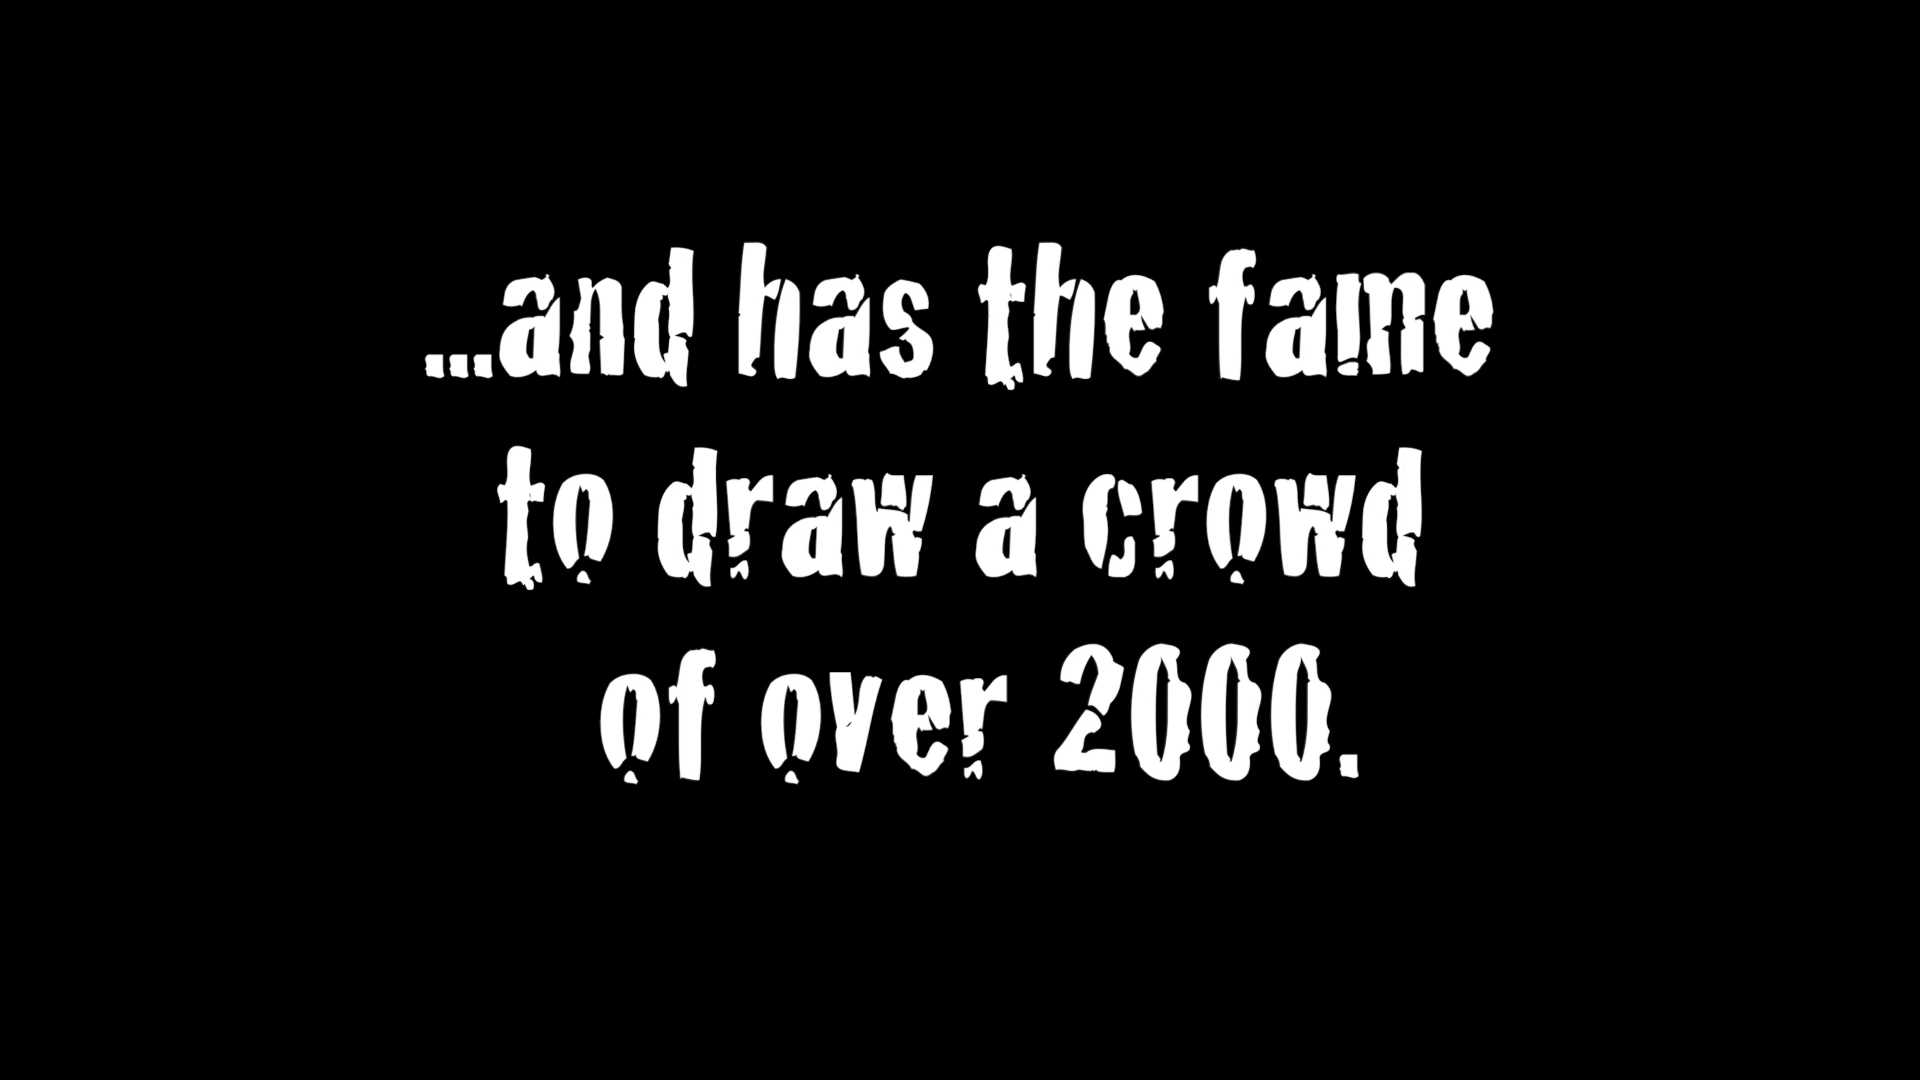 ...and has the fame
to draw a crowd
of over 2000.